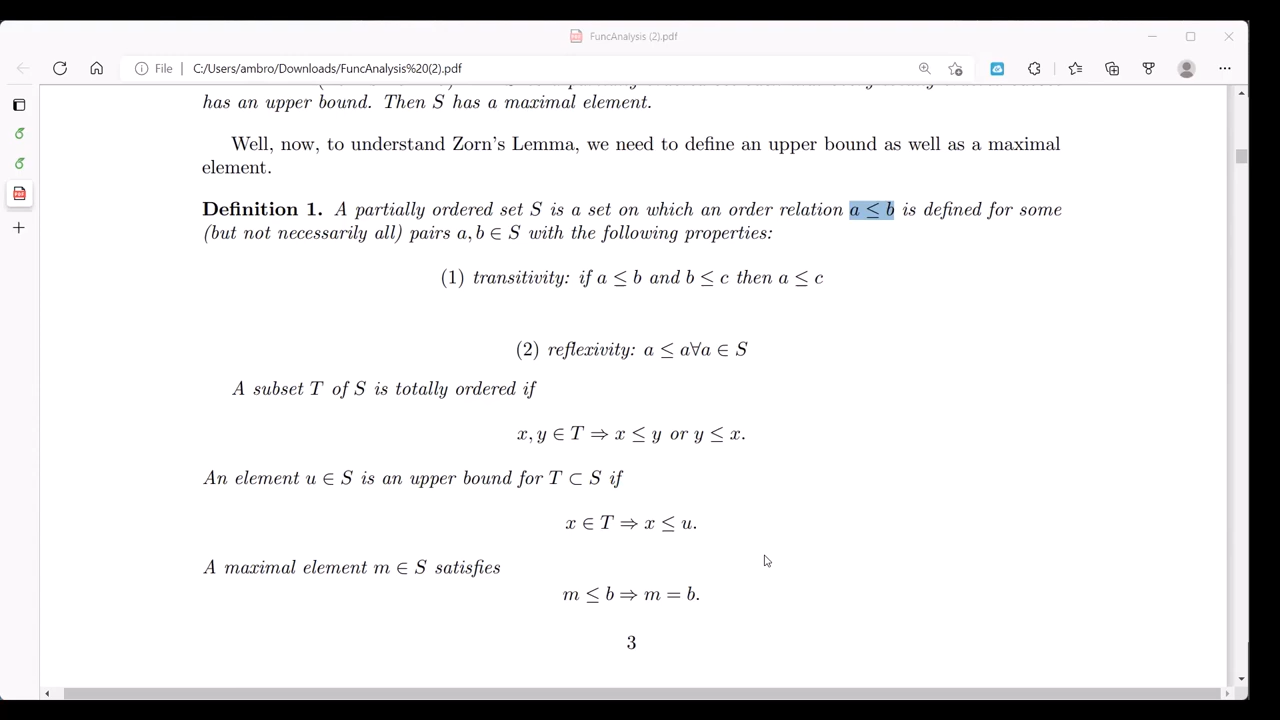 FuncAnalysis (2).pdf
File | C:/Users/ambro/Downloads/FuncAnalysis%20(2).pdf
has an upper bound. Then S has a maximal element.
Well, now, to understand Zorn's Lemma, we need to define an upper bound as well as a maximal
element.
Definition 1. A partially ordered set S is a set on which an order relation a ≤ b is defined for some
(but not necessarily all) pairs a, b ∈ S with the following properties:
(1) transitivity: if a ≤ b and b ≤ c then a ≤ c
(2) reflexivity: a ≤ a∀a ∈ S
A subset T of S is totally ordered if
x, y ∈ T ⇒ x ≤ y or y ≤ x.
An element u ∈ S is an upper bound for T ⊂ S if
x ∈ T ⇒ x ≤ u.
A maximal element m ∈ S satisfies
m ≤ b ⇒ m = b.
3